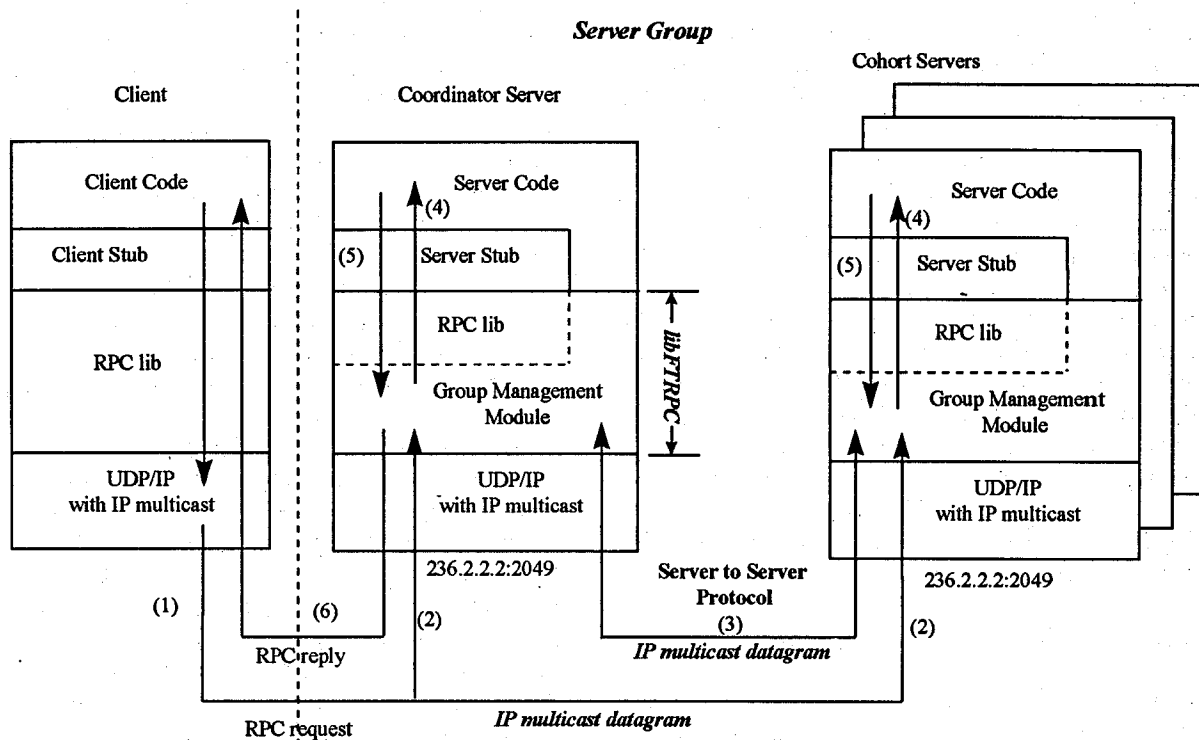 Server Group
Cohort Servers
Client
Coordinator Server
Client Code
Server Code
Server Code
(4)
(4)
Client Stub
(5)
Server Stub
(5)
Server Stub
RPC lib
RPC lib
RPC lib
libFTRPC
Group Management
Module
Group Management
Module
UDP/IP
with IP multicast
UDP/IP
with IP multicast
UDP/IP
with IP multicast
236.2.2.2:2049
236.2.2.2:2049
Server to Server
Protocol
(1)
(6)
(2)
(3)
(2)
RPC reply
IP multicast datagram
RPC request
IP multicast datagram